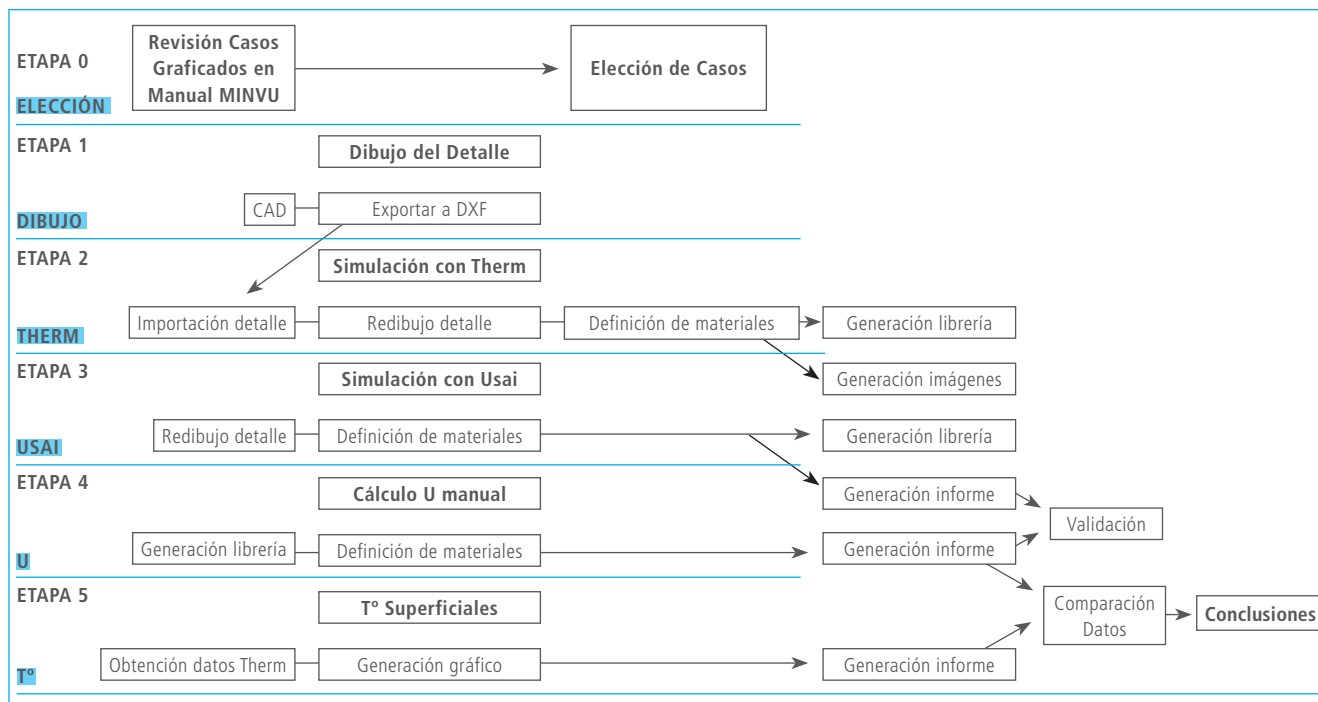 ETAPA 0
Revisión Casos
Graficados en
Manual MINVU
Elección de Casos
ELECCIÓN
ETAPA 1
Dibujo del Detalle
CAD
Exportar a DXF
DIBUJO
ETAPA 2
Simulación con Therm
Importación detalle
Redibujo detalle
Definición de materiales
Generación librería
THERM
ETAPA 3
Simulación con Usai
Generación imágenes
Redibujo detalle
Definición de materiales
Generación librería
USAI
ETAPA 4
Cálculo U manual
Generación informe
Validación
Generación librería
Definición de materiales
Generación informe
U
ETAPA 5
Tº Superficiales
Comparación
Datos
Conclusiones
Obtención datos Therm
Generación gráfico
Generación informe
Tº